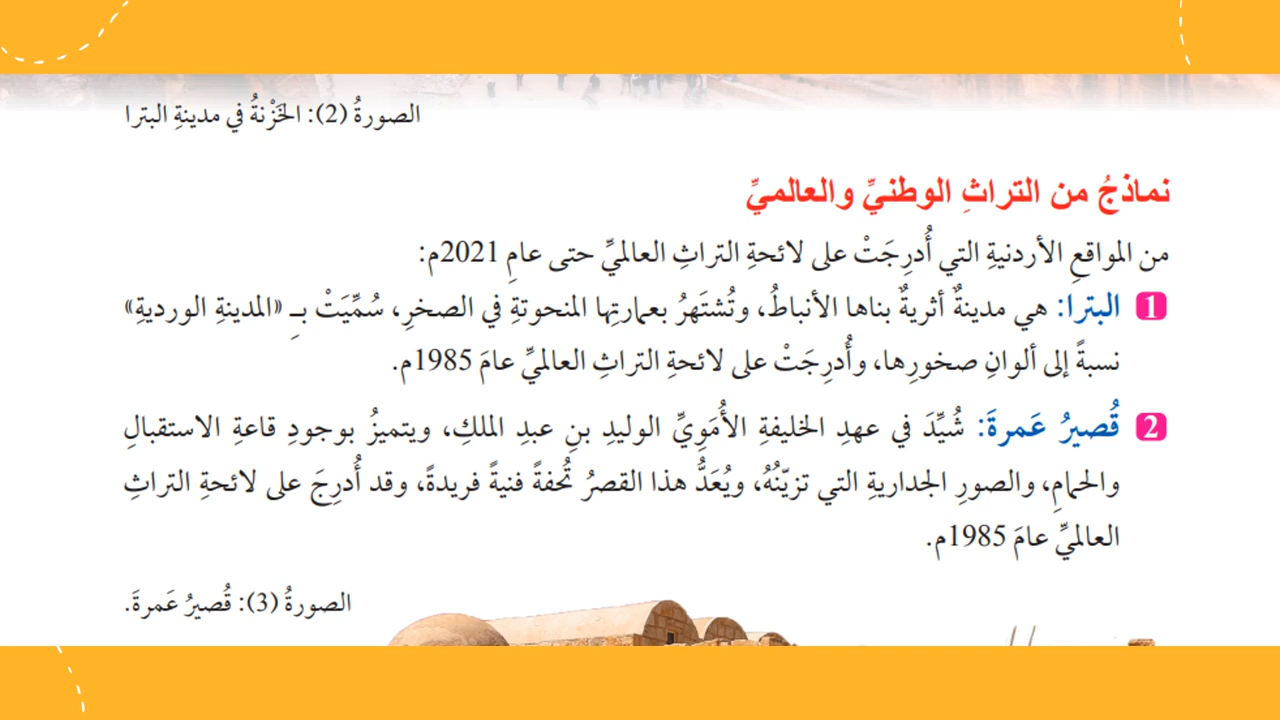 الصورةُ (2): الخَزْنةُ في مدينةِ البترا
نماذجُ من التراثِ الوطنيِّ والعالميِّ
من المواقعِ الأردنيةِ التي أُدرِجَتْ على لائحةِ التراثِ العالميِّ حتى عامِ 2021م:
1 البترا: هي مدينةٌ أثريةٌ بناها الأنباطُ، وتُشتَهرُ بعمارتِها المنحوتةِ في الصخرِ، سُمِّيَتْ بـِ «المدينةِ الورديةِ»
نسبةً إلى ألوانِ صخورِها، وأُدرِجَتْ على لائحةِ التراثِ العالميِّ عامَ 1985م.
2 قُصيرُ عَمرةَ: شُيِّدَ في عهدِ الخليفةِ الأُمَوِيِّ الوليدِ بنِ عبدِ الملكِ، ويتميزُ بوجودِ قاعةِ الاستقبالِ
والحمامِ، والصورِ الجداريةِ التي تزيّنُهُ، ويُعَدُّ هذا القصرُ تُحفةً فنيةً فريدةً، وقد أُدرِجَ على لائحةِ التراثِ
العالميِّ عامَ 1985م.
الصورةُ (3): قُصيرُ عَمرةَ.